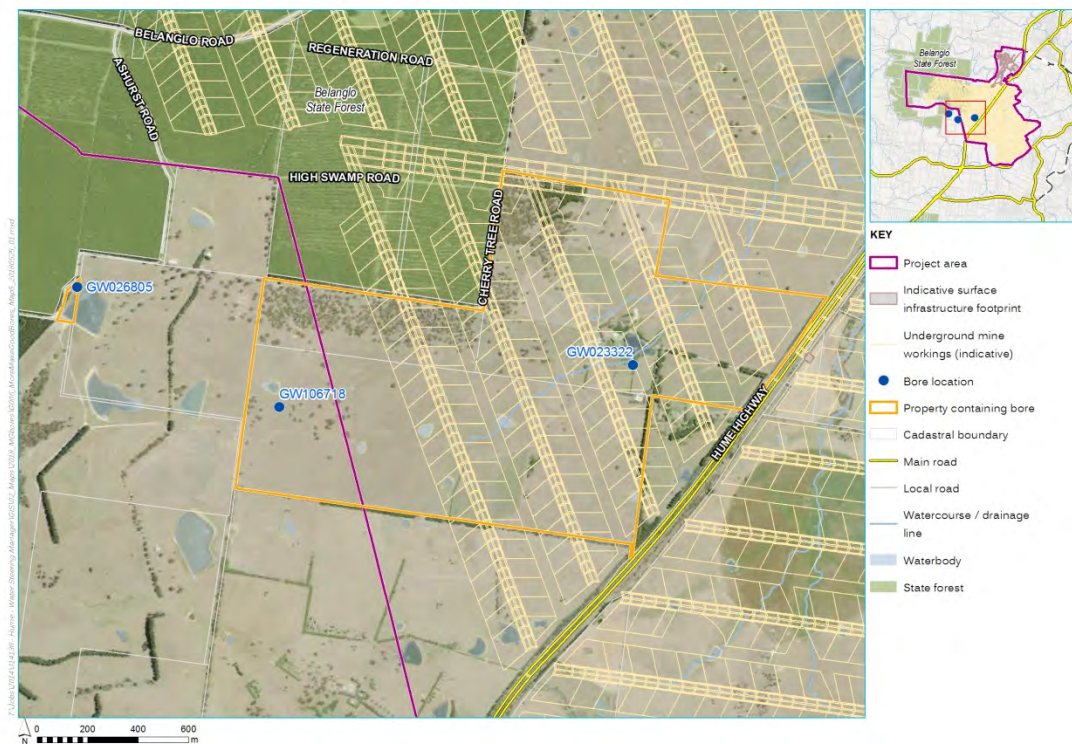 BELANGLO ROAD
REGENERATION ROAD
ASHURST ROAD
Belanglo
State Forest
HIGH SWAMP ROAD
CHERRY TREE ROAD
GW026805
GW023322
GW106718
HUME HIGHWAY
Belanglo
State Forest
KEY
Project area
Indicative surface
infrastructure footprint
Underground mine
workings (indicative)
Bore location
Property containing bore
Cadastral boundary
Main road
Local road
Watercourse / drainage
line
Waterbody
State forest
0 200 400 600
m
N